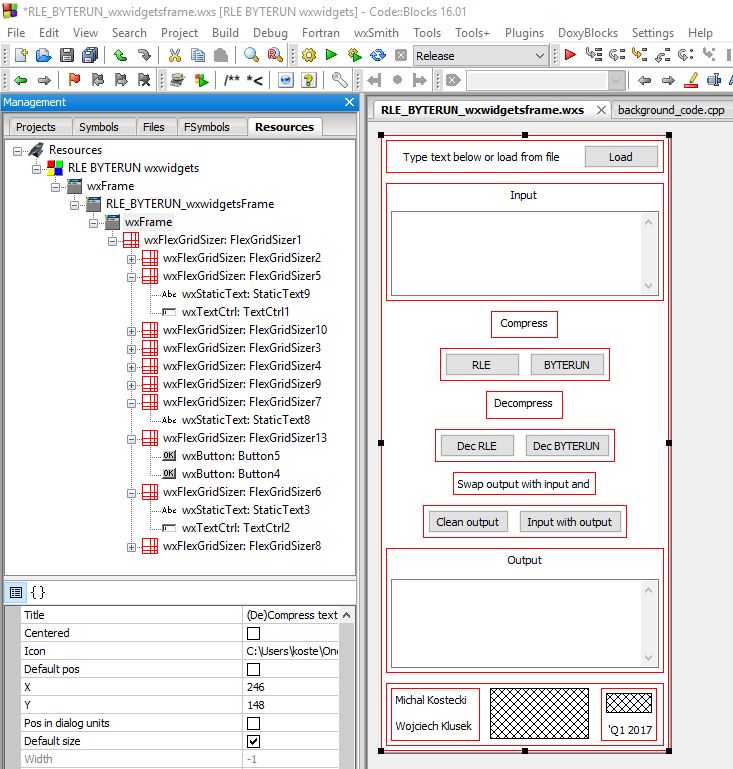 *RLE_BYTERUN_wxwidgetsframe.wxs [RLE BYTERUN wxwidgets] - Code::Blocks 16.01
File Edit View Search Project Build Debug Fortran wxSmith Tools Tools+ Plugins DoxyBlocks Settings Help
Release
/** *<
Management
Projects Symbols Files FSymbols Resources
Resources
RLE BYTERUN wxwidgets
wxFrame
RLE_BYTERUN_wxwidgetsFrame
wxFrame
wxFlexGridSizer: FlexGridSizer1
wxFlexGridSizer: FlexGridSizer2
wxFlexGridSizer: FlexGridSizer5
Abc wxStaticText: StaticText9
wxTextCtrl: TextCtrl1
wxFlexGridSizer: FlexGridSizer10
wxFlexGridSizer: FlexGridSizer3
wxFlexGridSizer: FlexGridSizer4
wxFlexGridSizer: FlexGridSizer9
wxFlexGridSizer: FlexGridSizer7
Abc wxStaticText: StaticText8
wxFlexGridSizer: FlexGridSizer13
OK wxButton: Button5
OK wxButton: Button4
wxFlexGridSizer: FlexGridSizer6
Abc wxStaticText: StaticText3
wxTextCtrl: TextCtrl2
wxFlexGridSizer: FlexGridSizer8
{}
Title (De)Compress text
Centered
Icon C:\Users\koste\One
Default pos
X 246
Y 148
Pos in dialog units
Default size
Width -1
RLE_BYTERUN_wxwidgetsframe.wxs background_code.cpp
Type text below or load from file Load
Input
Compress
RLE BYTERUN
Decompress
Dec RLE Dec BYTERUN
Swap output with input and
Clean output Input with output
Output
Michal Kostecki
Wojciech Klusek
'Q1 2017